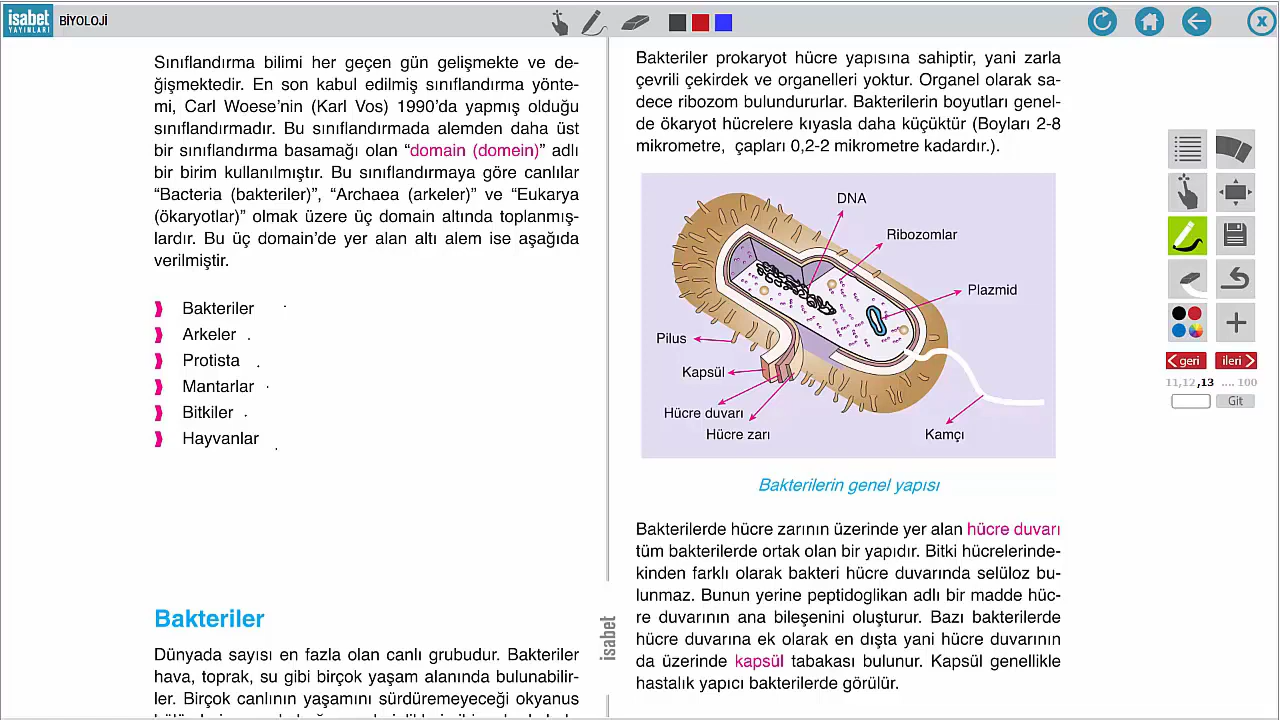 isabet
YAYINLARI
BİYOLOJİ
Sınıflandırma bilimi her geçen gün gelişmekte ve de-
ğişmektedir. En son kabul edilmiş sınıflandırma yönte-
mi, Carl Woese’nin (Karl Vos) 1990’da yapmış olduğu
sınıflandırmadır. Bu sınıflandırmada alemden daha üst
bir sınıflandırma basamağı olan “domain (domein)” adlı
bir birim kullanılmıştır. Bu sınıflandırmaya göre canlılar
“Bacteria (bakteriler)”, “Archaea (arkeler)” ve “Eukarya
(ökaryotlar)” olmak üzere üç domain altında toplanmış-
lardır. Bu üç domain’de yer alan altı alem ise aşağıda
verilmiştir.
Bakteriler
Arkeler
Protista
Mantarlar
Bitkiler
Hayvanlar
Bakteriler
Dünyada sayısı en fazla olan canlı grubudur. Bakteriler
hava, toprak, su gibi birçok yaşam alanında bulunabilir-
ler. Birçok canlının yaşamını sürdüremeyeceği okyanus
isabet
Bakteriler prokaryot hücre yapısına sahiptir, yani zarla
çevrili çekirdek ve organelleri yoktur. Organel olarak sa-
dece ribozom bulundururlar. Bakterilerin boyutları genel-
de ökaryot hücrelere kıyasla daha küçüktür (Boyları 2-8
mikrometre, çapları 0,2-2 mikrometre kadardır.).
DNA
Ribozomlar
Plazmid
Pilus
Kapsül
Hücre duvarı
Hücre zarı
Kamçı
Bakterilerin genel yapısı
Bakterilerde hücre zarının üzerinde yer alan hücre duvarı
tüm bakterilerde ortak olan bir yapıdır. Bitki hücrelerinde-
kinden farklı olarak bakteri hücre duvarında selüloz bu-
lunmaz. Bunun yerine peptidoglikan adlı bir madde hüc-
re duvarının ana bileşenini oluşturur. Bazı bakterilerde
hücre duvarına ek olarak en dışta yani hücre duvarının
da üzerinde kapsül tabakası bulunur. Kapsül genellikle
hastalık yapıcı bakterilerde görülür.
geri
ileri
11,12,13 .... 100
Git